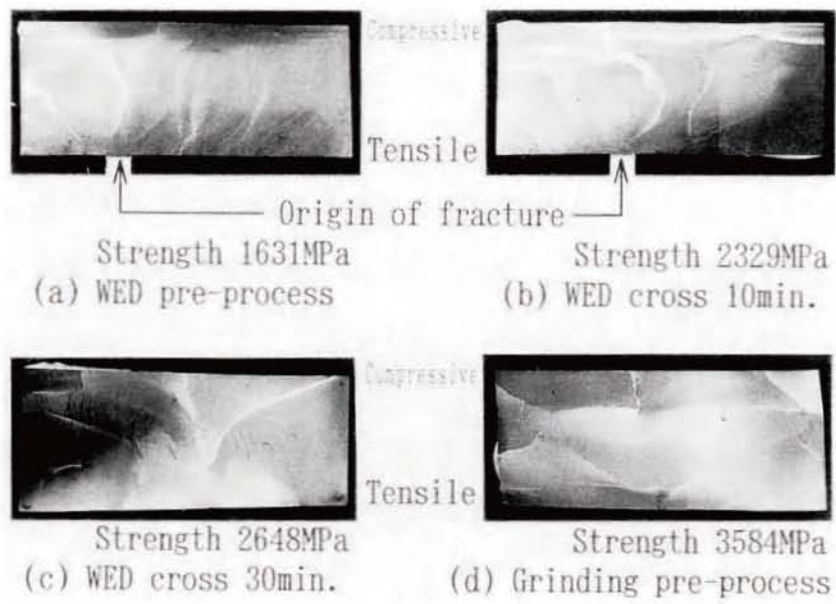 Compressive
Tensile
Origin of fracture
Strength 1631MPa
Strength 2329MPa
(a) WED pre-process
(b) WED cross 10min.
Compressive
Tensile
Strength 2648MPa
Strength 3584MPa
(c) WED cross 30min.
(d) Grinding pre-process